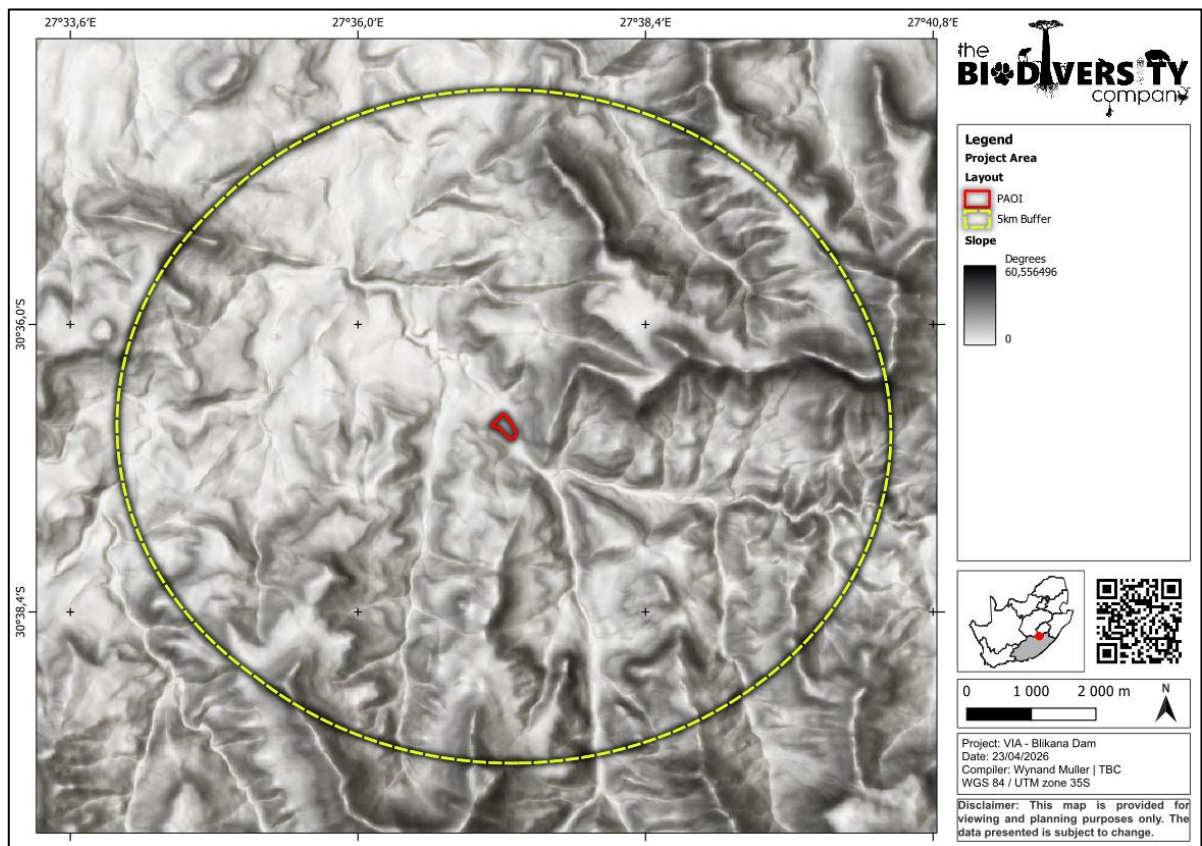 27°33,6'E 27°36,0'E 27°38,4'E 27°40,8'E
30°36,0'S
30°38,4'S
the
BIODIVERSITY
company
Legend
Project Area
Layout
PAOI
5km Buffer
Slope
Degrees
60,556496
0
0 1 000 2 000 m
N
Project: VIA - Blikana Dam
Date: 23/04/2026
Compiler: Wynand Muller | TBC
WGS 84 / UTM zone 35S
Disclaimer: This map is provided for
viewing and planning purposes only. The
data presented is subject to change.